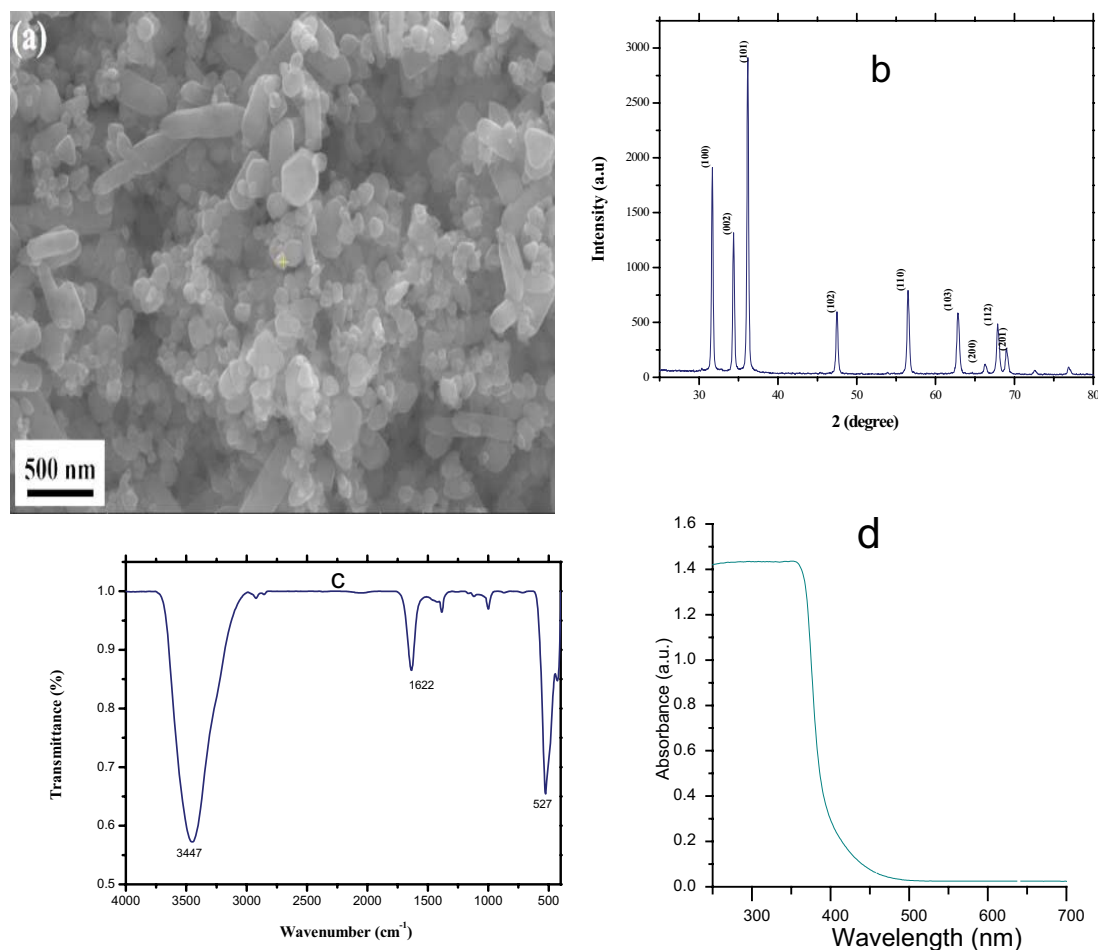 (a)
500 nm
b
3000
2500
2000
1500
1000
500
0
Intensity (a.u)
(100)
(002)
(101)
(102)
(110)
(103)
(200)
(112)
(201)
30 40 50 60 70 80
2 (degree)
c
1.0
0.9
0.8
0.7
0.6
0.5
Transmittance (%)
3447
1622
527
4000 3500 3000 2500 2000 1500 1000 500
Wavenumber (cm⁻¹)
d
1.6
1.4
1.2
1.0
0.8
0.6
0.4
0.2
0.0
Absorbance (a.u.)
300 400 500 600 700
Wavelength (nm)